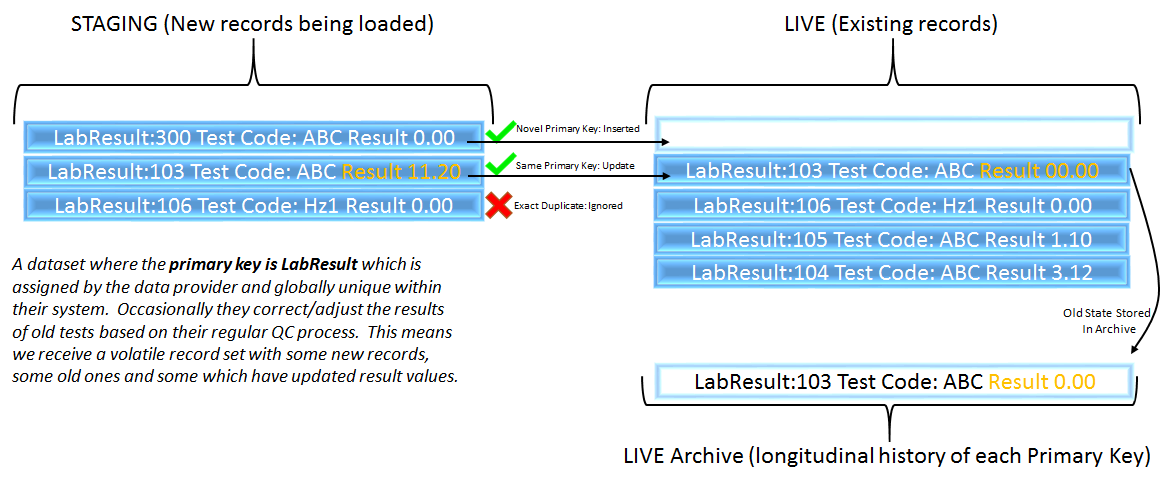 STAGING (New records being loaded)
LIVE (Existing records)
LabResult:300 Test Code: ABC Result 0.00
Novel Primary Key: Inserted
LabResult:103 Test Code: ABC Result 11.20
Same Primary Key: Update
LabResult:103 Test Code: ABC Result 00.00
LabResult:106 Test Code: Hz1 Result 0.00
Exact Duplicate: Ignored
LabResult:106 Test Code: Hz1 Result 0.00
LabResult:105 Test Code: ABC Result 1.10
LabResult:104 Test Code: ABC Result 3.12
A dataset where the primary key is LabResult which is
assigned by the data provider and globally unique within
their system.  Occasionally they correct/adjust the results
of old tests based on their regular QC process.  This means
we receive a volatile record set with some new records,
some old ones and some which have updated result values.
Old State Stored
In Archive
LabResult:103 Test Code: ABC Result 0.00
LIVE Archive (longitudinal history of each Primary Key)